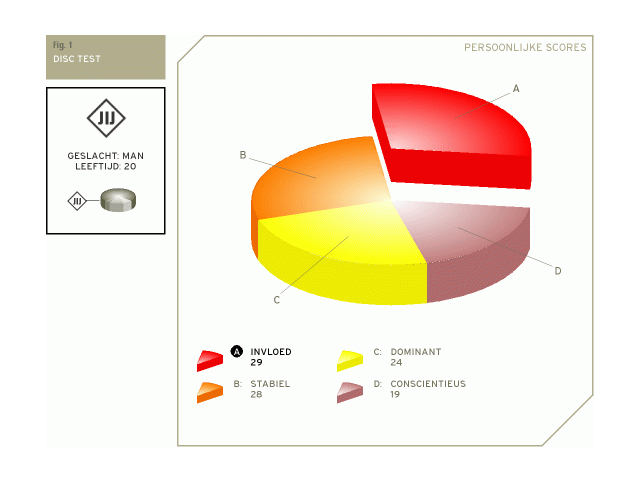 Fig. 1
DISC TEST
JIJ
GESLACHT: MAN
LEEFTIJD: 20
JIJ
PERSOONLIJKE SCORES
A
B
C
D
A INVLOED
29
B: STABIEL
28
C: DOMINANT
24
D: CONSCIENTIEUS
19